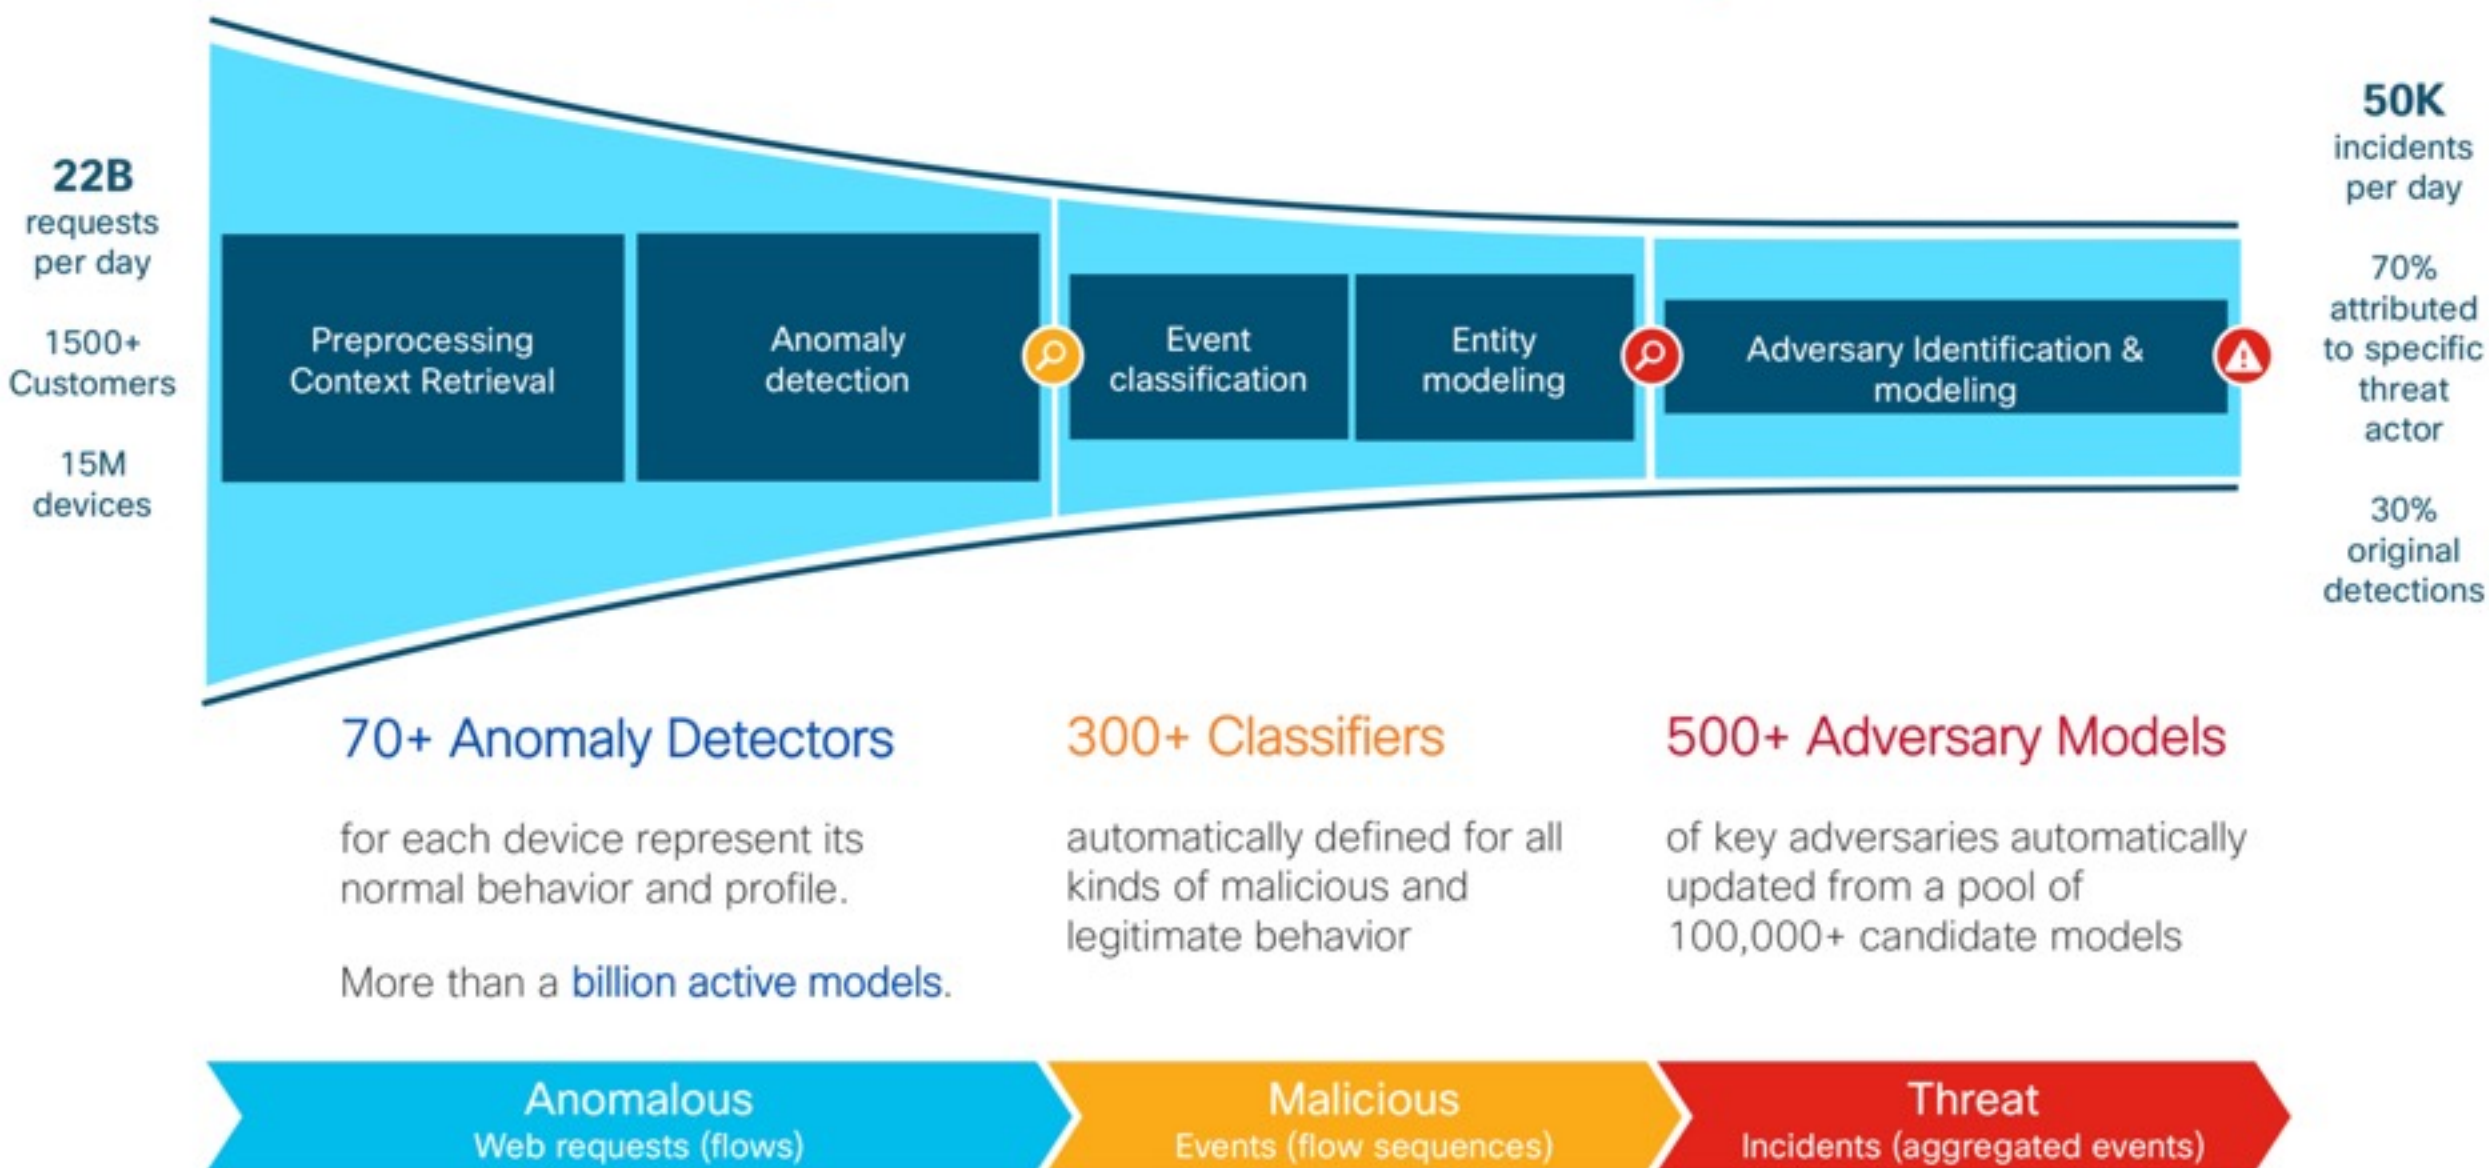 22B
requests
per day
1500+
Customers
15M
devices
Preprocessing
Context Retrieval
Anomaly
detection
Event
classification
Entity
modeling
Adversary Identification &
modeling
50K
incidents
per day
70%
attributed
to specific
threat
actor
30%
original
detections
70+ Anomaly Detectors
for each device represent its
normal behavior and profile.
More than a billion active models.
300+ Classifiers
automatically defined for all
kinds of malicious and
legitimate behavior
500+ Adversary Models
of key adversaries automatically
updated from a pool of
100,000+ candidate models
Anomalous
Web requests (flows)
Malicious
Events (flow sequences)
Threat
Incidents (aggregated events)